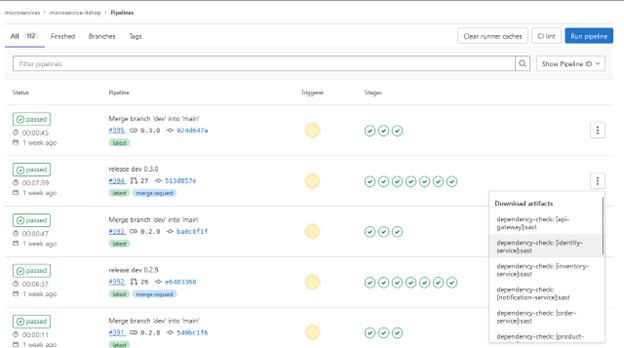 microservices › microservice-itshop › Pipelines
All 112 Finished Branches Tags Clear runner caches CI lint Run pipeline
Filter pipelines Show Pipeline ID
Status Pipeline Triggerer Stages
passed Merge branch 'dev' into 'main'
00:00:45 #395 0.3.0 924d647a
1 week ago latest
passed release dev 0.3.0
00:07:39 #394 27 513d857e
1 week ago latest merge request
passed Merge branch 'dev' into 'main'
00:00:47 #393 0.2.9 ba0c8f1f
1 week ago latest
passed release dev 0.2.9
00:06:37 #392 26 e6483368
1 week ago latest merge request
passed Merge branch 'dev' into 'main'
00:00:11 #391 0.2.8 549bc1f6
1 week ago latest
Download artifacts
dependency-check: [api-
gateway]:sast
dependency-check: [identity-
service]:sast
dependency-check: [inventory-
service]:sast
dependency-check:
[notification-service]:sast
dependency-check: [order-
service]:sast
dependency-check: [product-